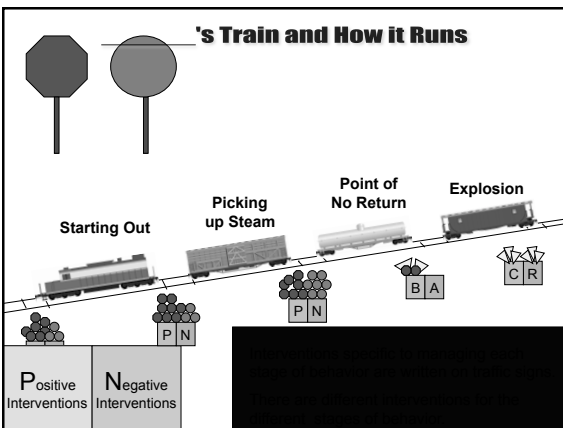 's Train and How it Runs
Point of
No Return
Explosion
Picking
up Steam
Starting Out
C R
B A
P N
P N
Positive
Interventions
Negative
Interventions
Interventions specific to managing each
stage of behavior are written on traffic signs.
There are different interventions for the
different stages of behavior.